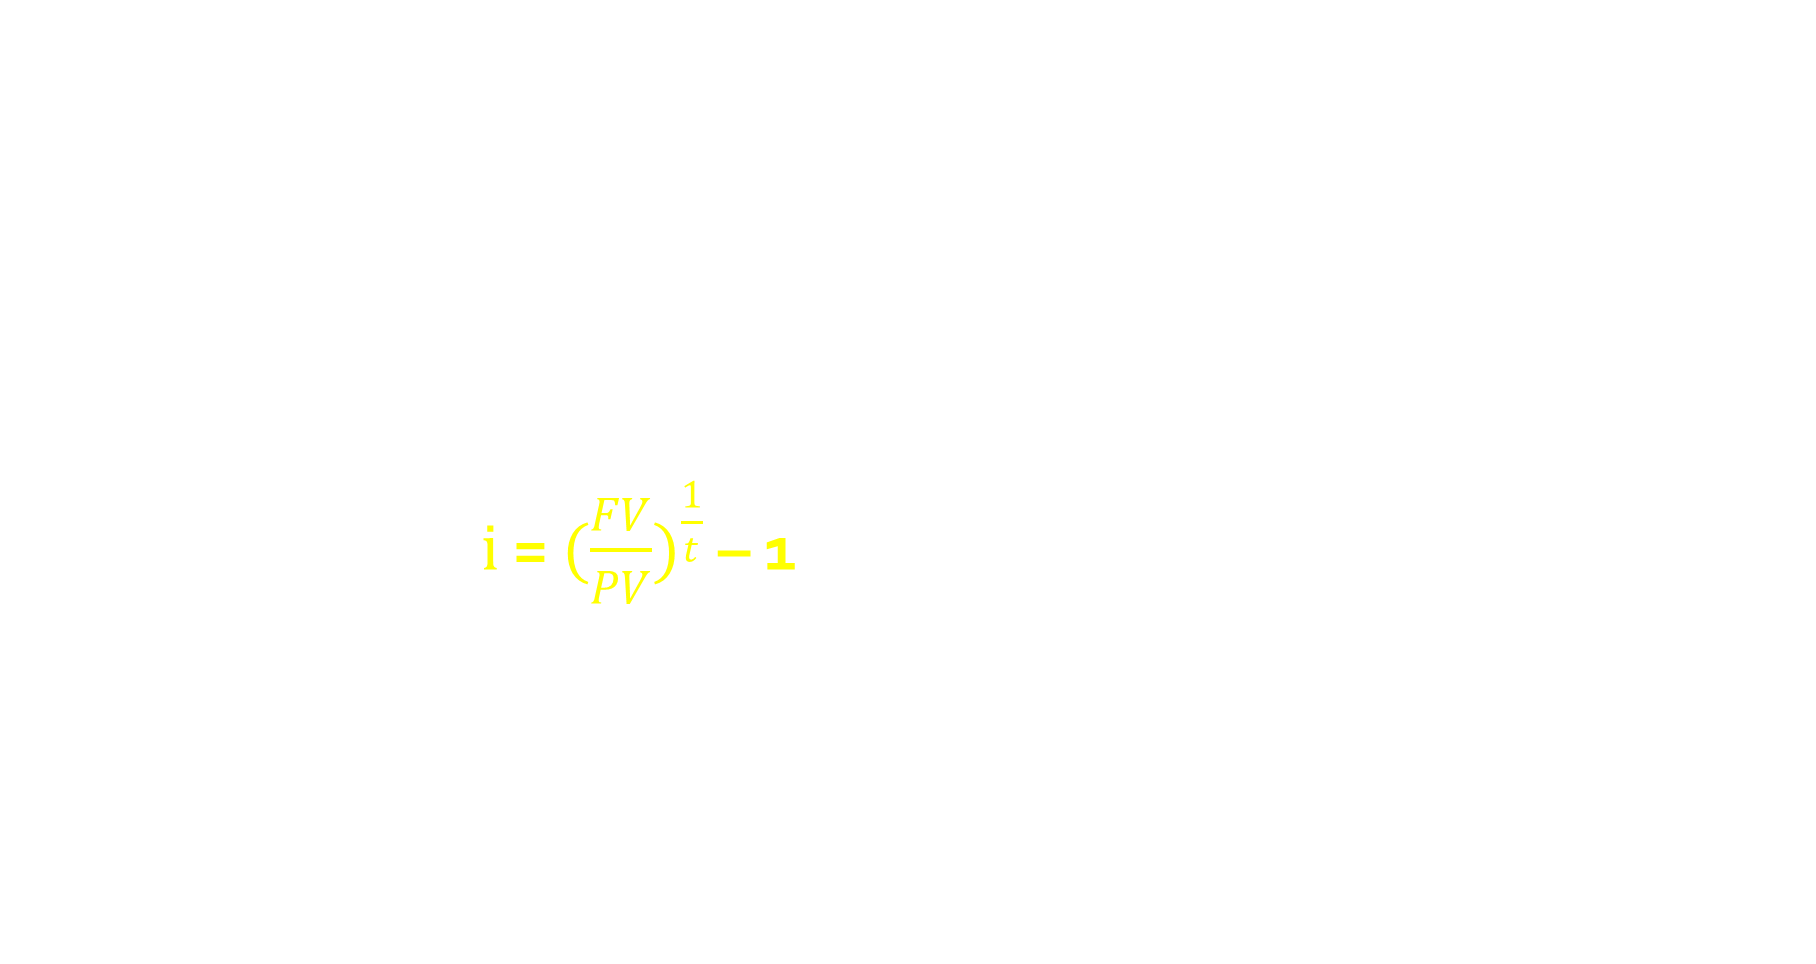 i = (FV/PV)^(1/t) – 1